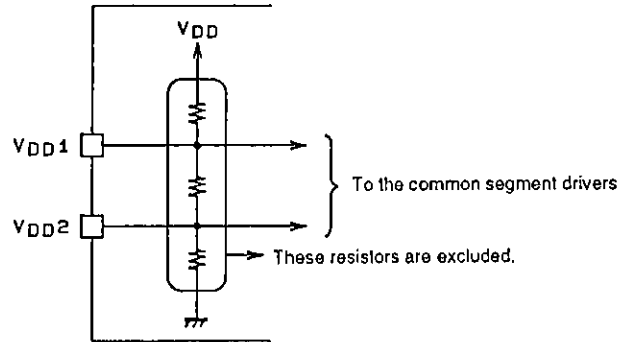 VDD
VDD1
To the common segment drivers
VDD2
These resistors are excluded.